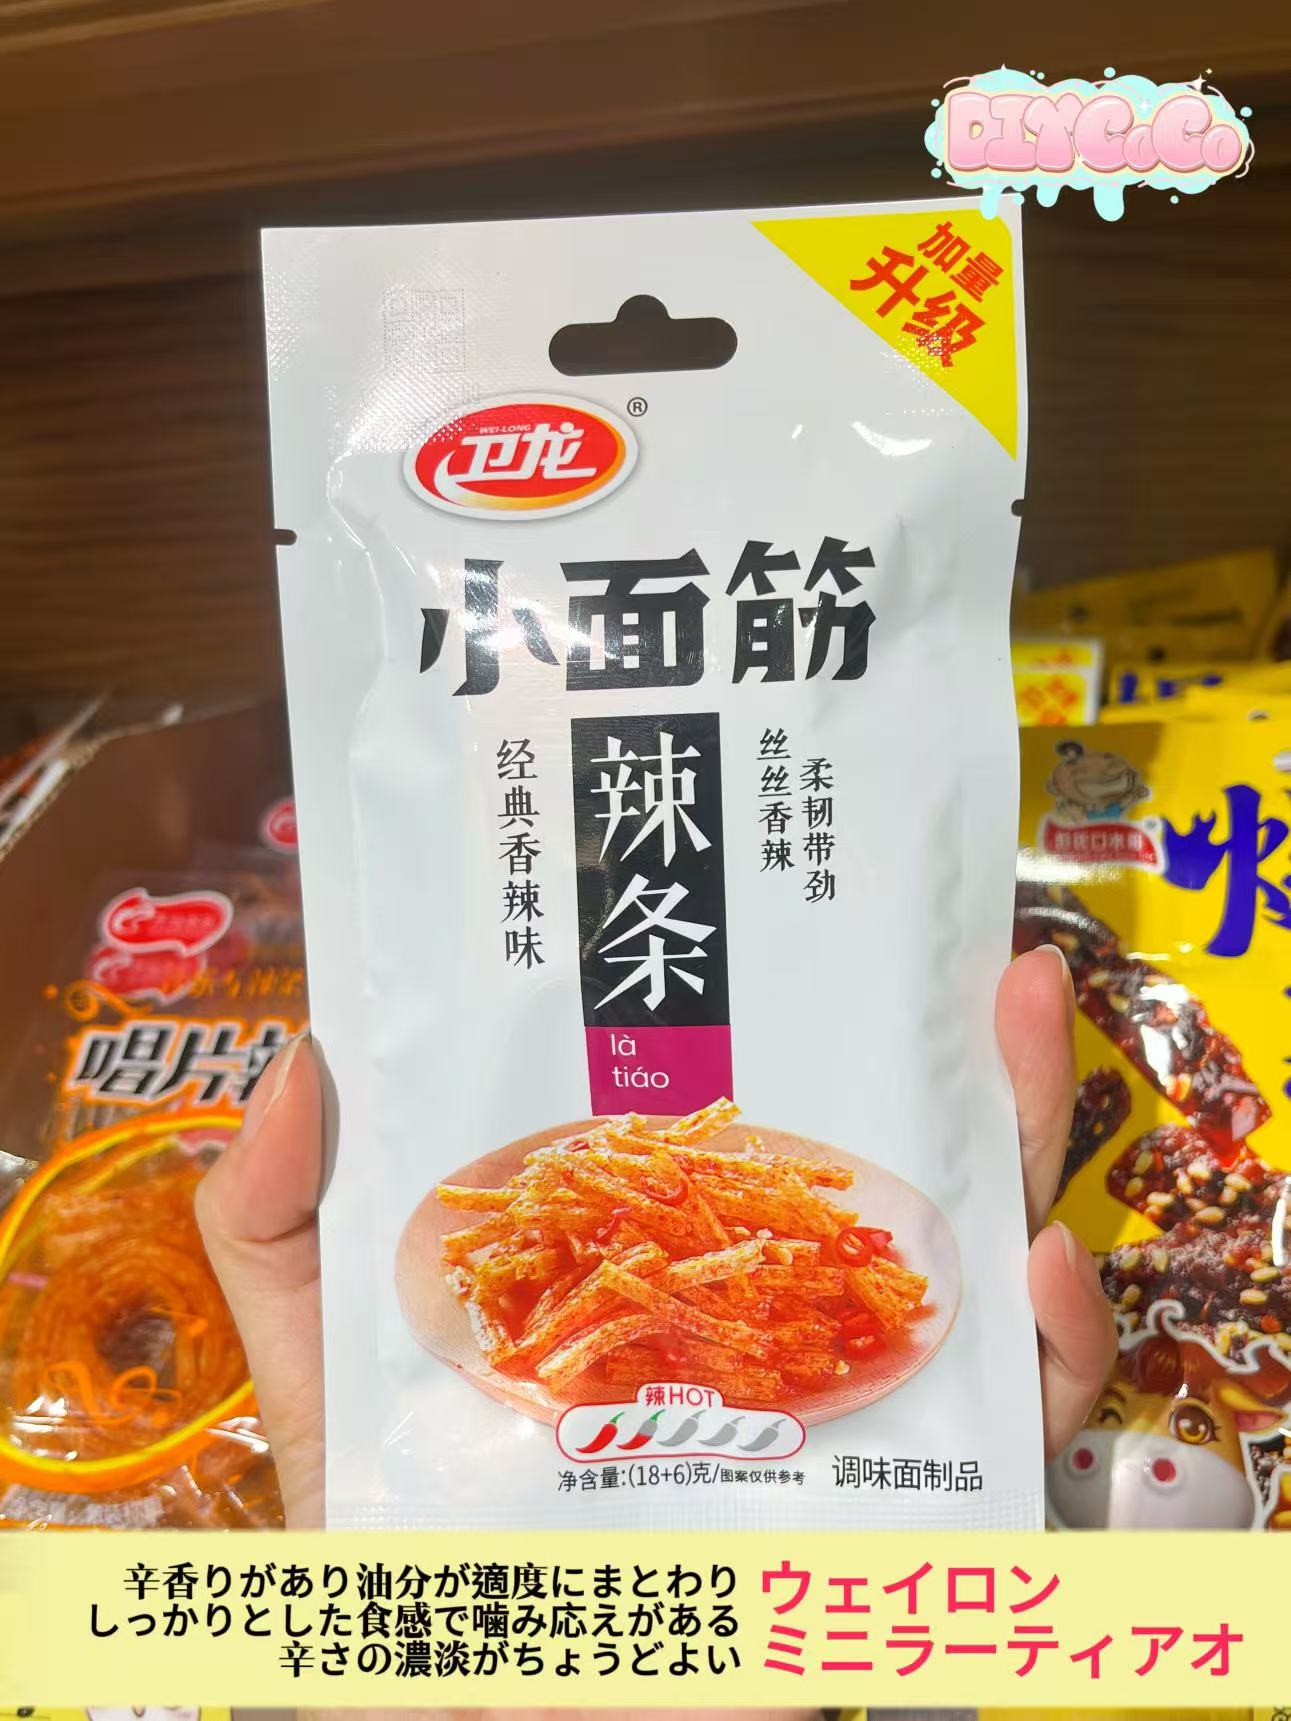 DIYCoCo
加量
升级
WEI-LONG
卫龙®
小面筋
辣条
là
tiáo
经典香辣味
丝丝香辣
柔韧带劲
唱片辣
辣HOT
净含量:(18+6)克/图案仅供参考
调味面制品
辛香りがあり油分が適度にまとわり
しっかりとした食感で噛み応えがある
辛さの濃淡がちょうどよい
ウェイロン
ミニラーティアオ